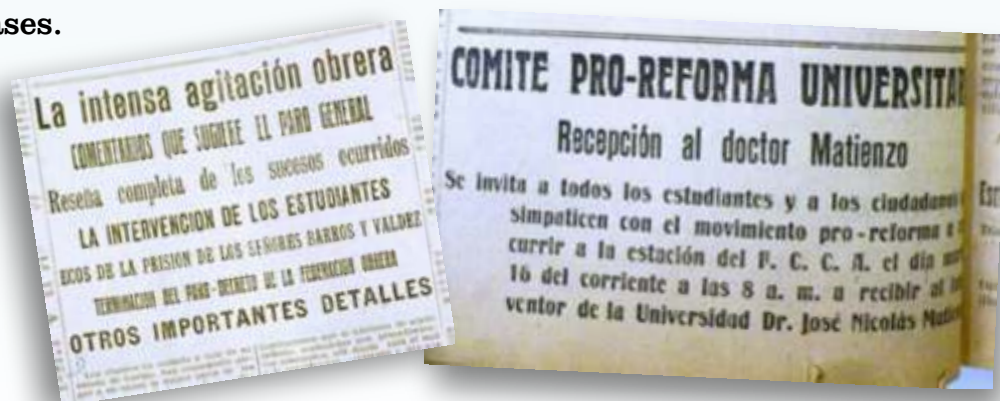 ases.
La intensa agitación obrera
COMENTARIOS QUE SUGIERE EL PARO GENERAL
Reseña completa de los sucesos ocurridos
LA INTERVENCION DE LOS ESTUDIANTES
ECOS DE LA PRISION DE LOS SEÑORES BARROS Y VALDEZ
TERMINACION DEL PARO-DECRETO DE LA FEDERACION OBRERA
OTROS IMPORTANTES DETALLES
COMITE PRO-REFORMA UNIVERSITA
Recepción al doctor Matienzo
Se invita a todos los estudiantes y a los ciudadan
simpaticen con el movimiento pro-reforma a
currir a la estación del F. C. C. A. el día
16 del corriente a las 8 a. m. a recibir al
ventor de la Universidad Dr. José Nicolás